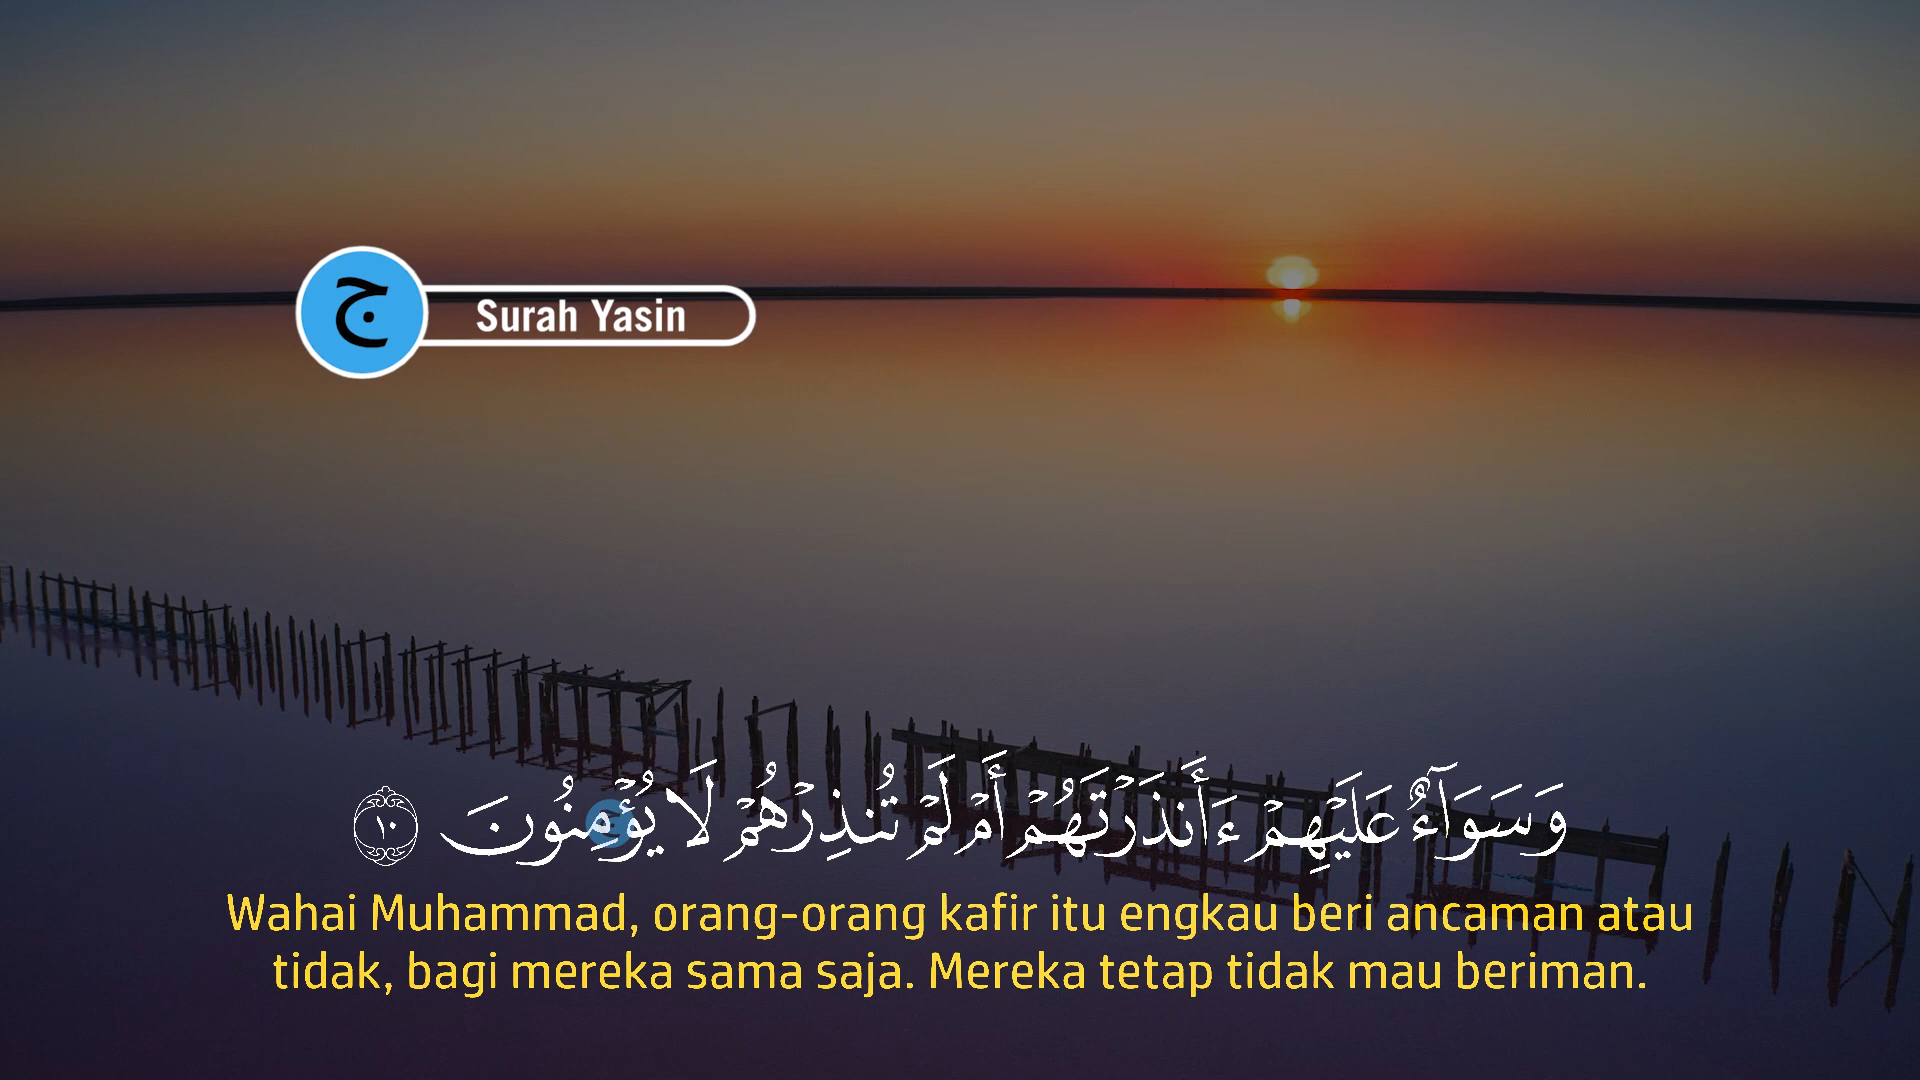 ج
Surah Yasin
وَسَوَآءٌ عَلَيْهِمْ ءَأَنذَرْتَهُمْ أَمْ لَمْ تُنذِرْهُمْ لَا يُؤْمِنُونَ ١٠
Wahai Muhammad, orang-orang kafir itu engkau beri ancaman atau
tidak, bagi mereka sama saja. Mereka tetap tidak mau beriman.